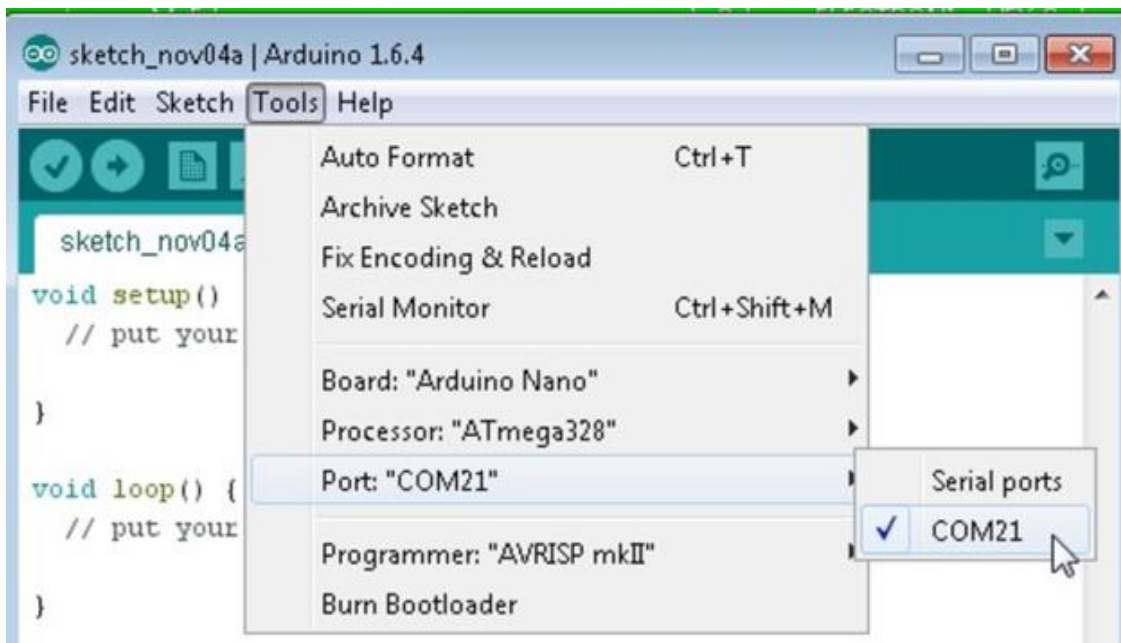 sketch_nov04a | Arduino 1.6.4
File Edit Sketch Tools Help
Auto Format Ctrl+T
Archive Sketch
sketch_nov04a
Fix Encoding & Reload
void setup()
Serial Monitor Ctrl+Shift+M
// put your
Board: "Arduino Nano"
}
Processor: "ATmega328"
Port: "COM21"
Serial ports
void loop() {
// put your
COM21
Programmer: "AVRISP mkII"
Burn Bootloader
}